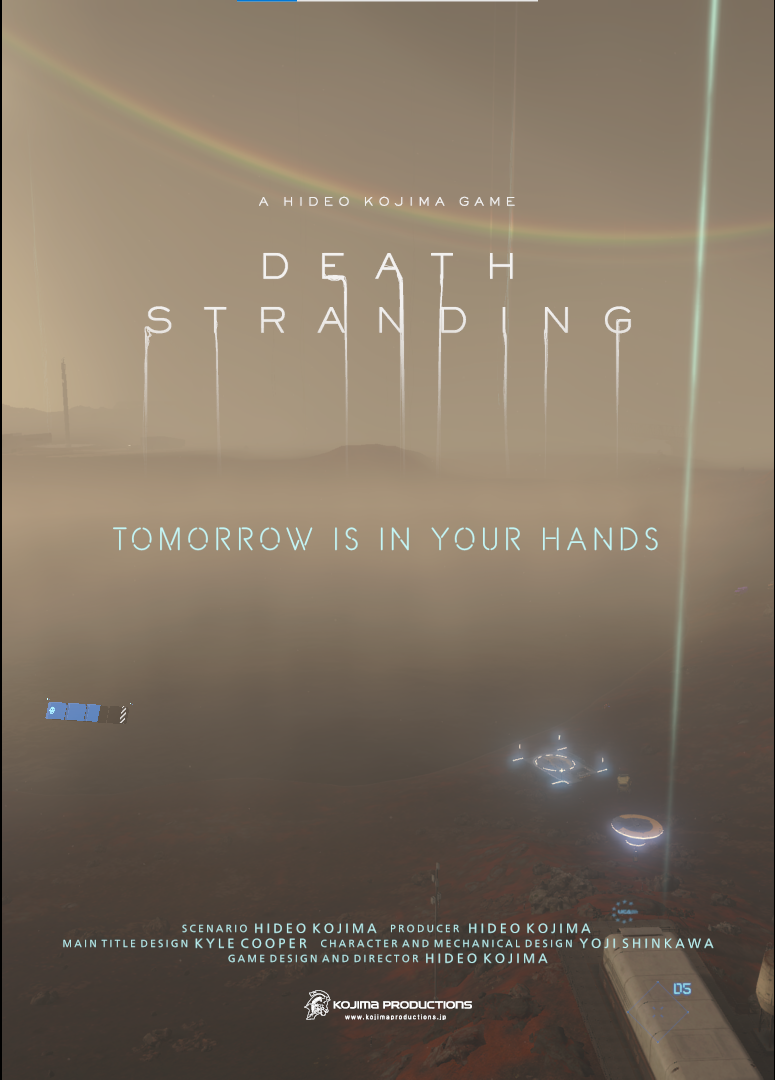 A HIDEO KOJIMA GAME
DEATH
STRANDING
TOMORROW IS IN YOUR HANDS
SCENARIO HIDEO KOJIMA PRODUCER HIDEO KOJIMA
MAIN TITLE DESIGN KYLE COOPER CHARACTER AND MECHANICAL DESIGN YOJI SHINKAWA
GAME DESIGN AND DIRECTOR HIDEO KOJIMA
DS
KOJIMA PRODUCTIONS
www.kojimaproductions.jp